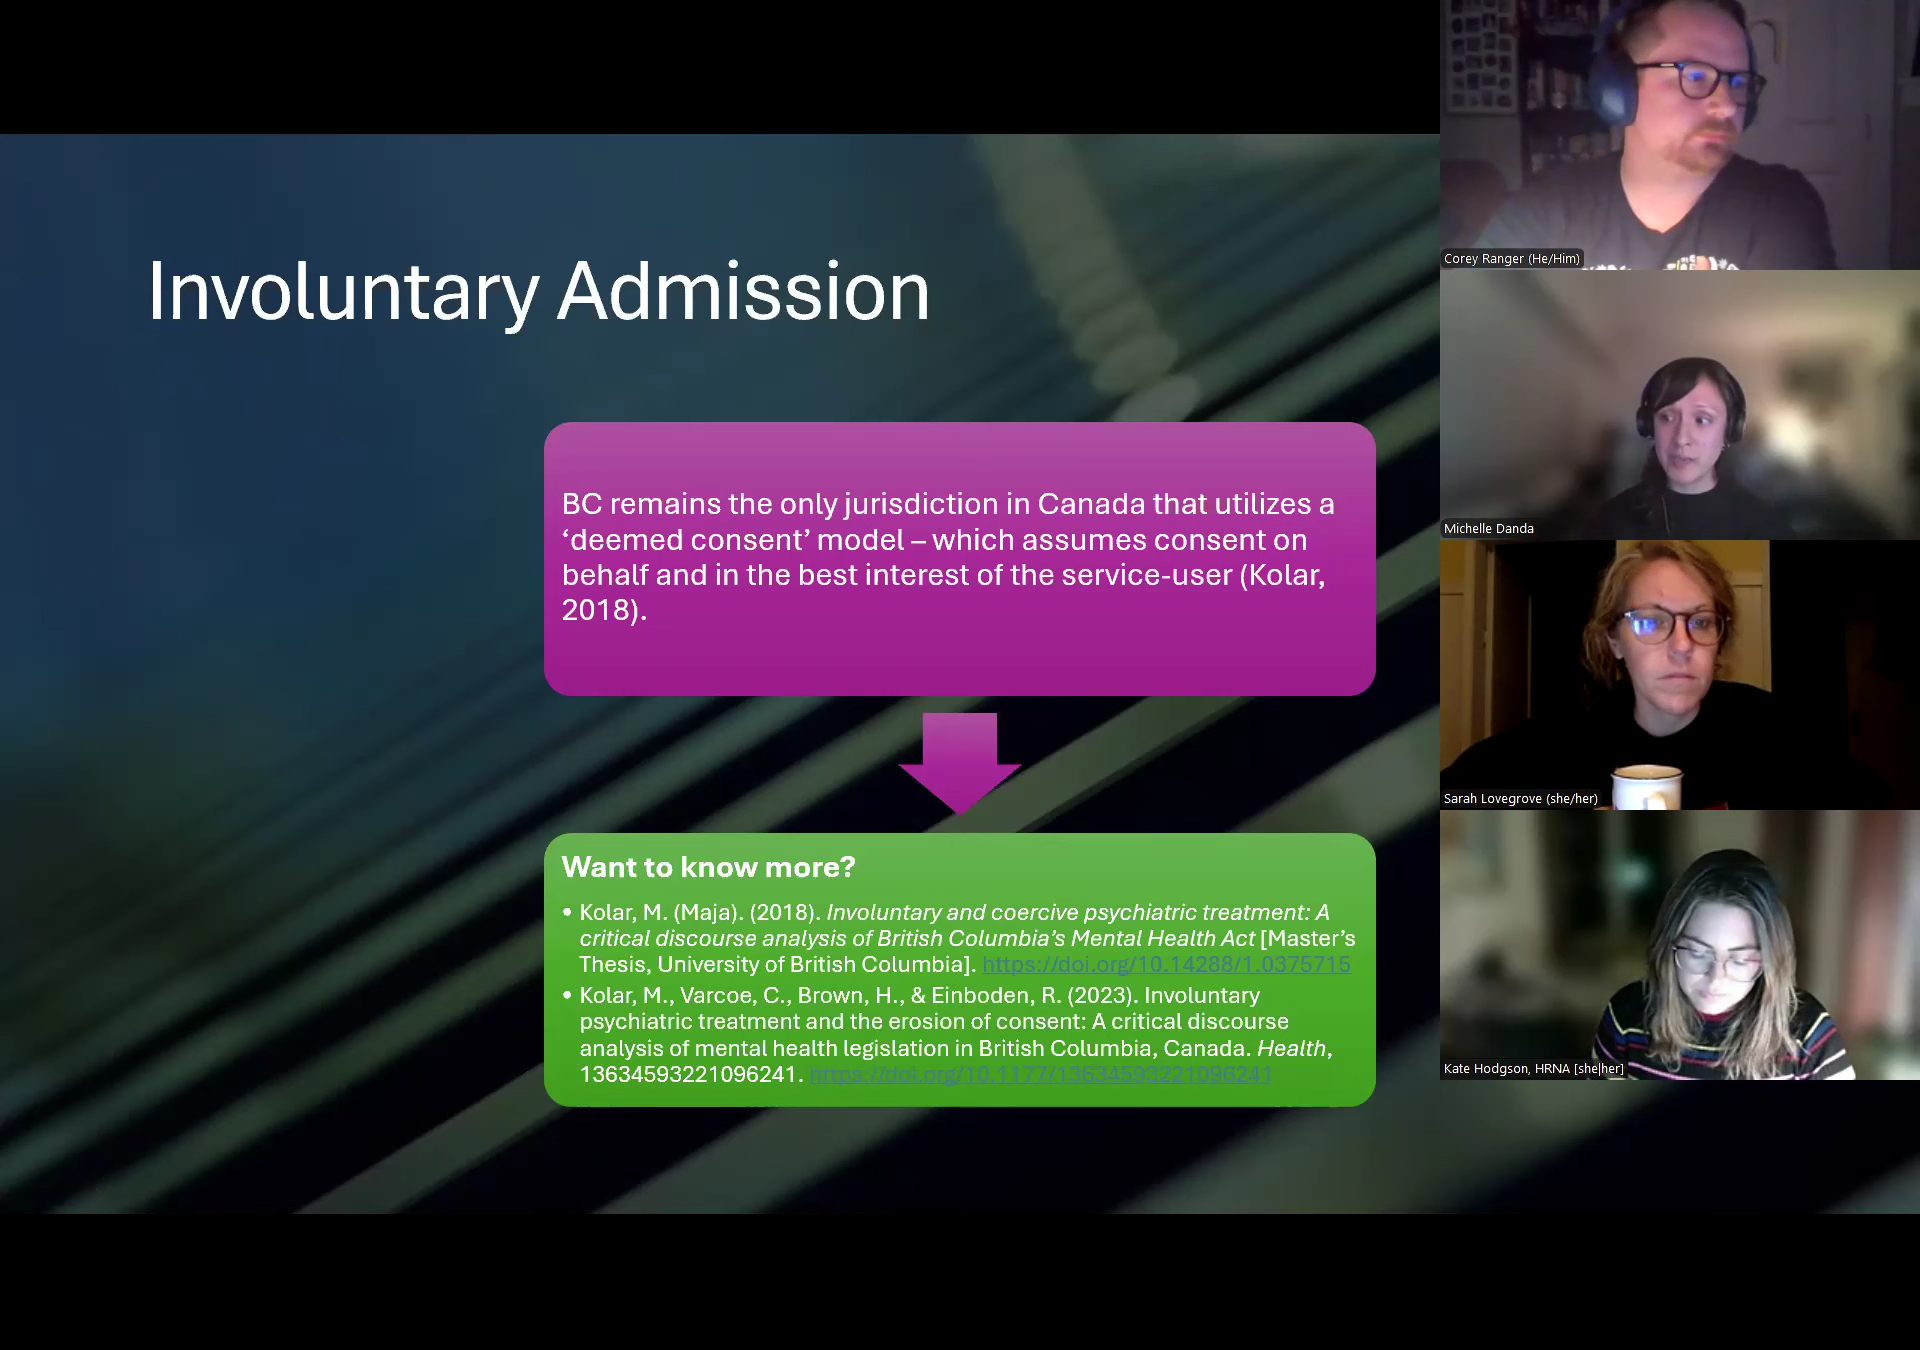 Involuntary Admission
BC remains the only jurisdiction in Canada that utilizes a
‘deemed consent’ model – which assumes consent on
behalf and in the best interest of the service-user (Kolar,
2018).
Want to know more?
• Kolar, M. (Maja). (2018). Involuntary and coercive psychiatric treatment: A
critical discourse analysis of British Columbia’s Mental Health Act [Master’s
Thesis, University of British Columbia]. https://doi.org/10.14288/1.0375715
• Kolar, M., Varcoe, C., Brown, H., & Einboden, R. (2023). Involuntary
psychiatric treatment and the erosion of consent: A critical discourse
analysis of mental health legislation in British Columbia, Canada. Health,
13634593221096241. https://doi.org/10.1177/13634593221096241
Corey Ranger (He/Him)
Michelle Danda
Sarah Lovegrove (she/her)
Kate Hodgson, HRNA [she|her]